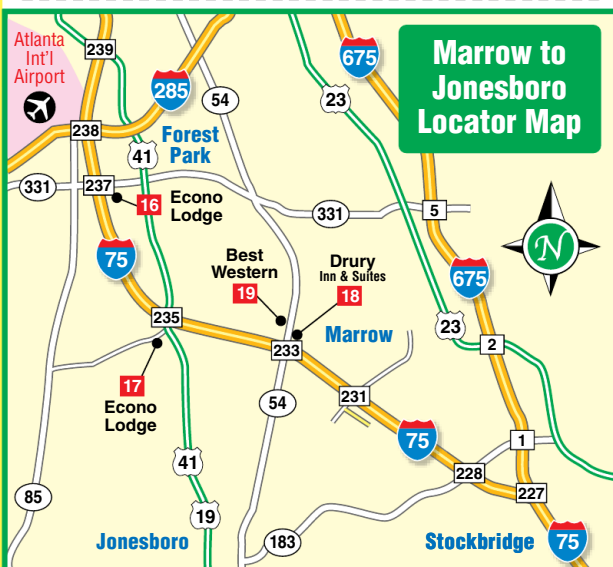 Marrow to
Jonesboro
Locator Map
Atlanta
Int'l
Airport
239
675
285
54
23
238
Forest
Park
41
331
237
16
Econo
Lodge
331
5
N
75
Best
Western
19
Drury
Inn & Suites
18
675
235
Marrow
23
2
233
17
Econo
Lodge
54
231
75
1
41
228
227
85
19
Jonesboro
183
Stockbridge
75